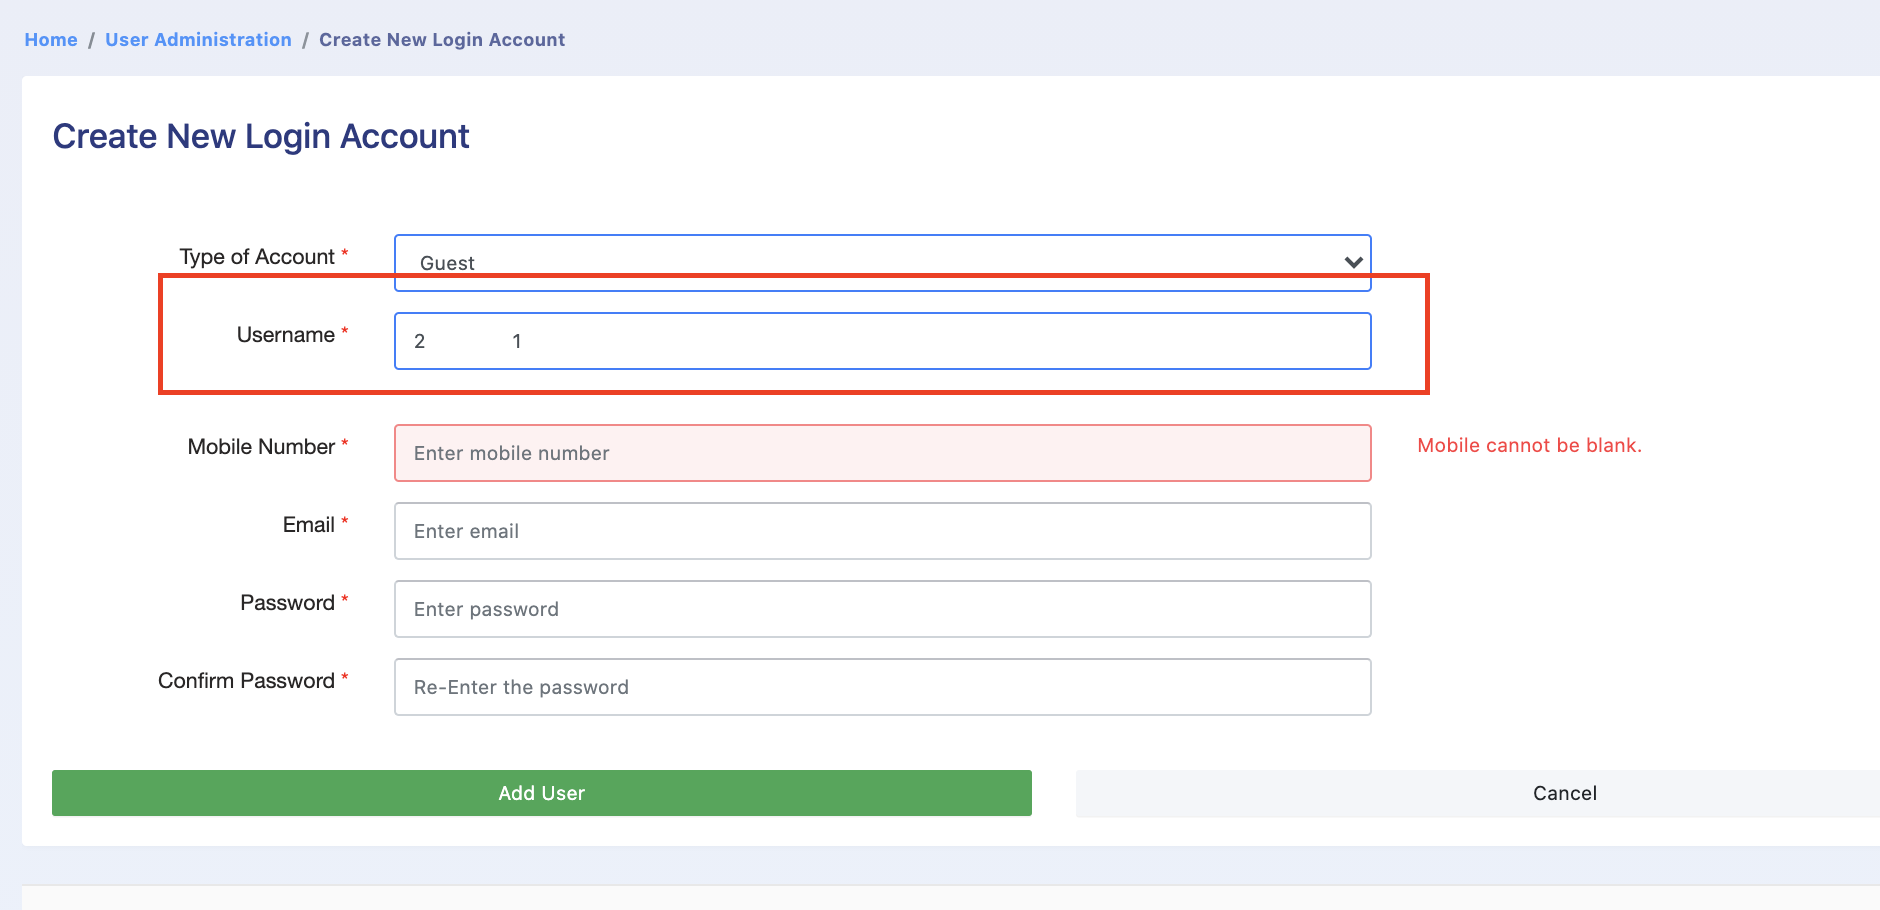 Home / User Administration / Create New Login Account
Create New Login Account
Type of Account * Guest
Username * 2 1
Mobile Number * Enter mobile number Mobile cannot be blank.
Email * Enter email
Password * Enter password
Confirm Password * Re-Enter the password
Add User Cancel